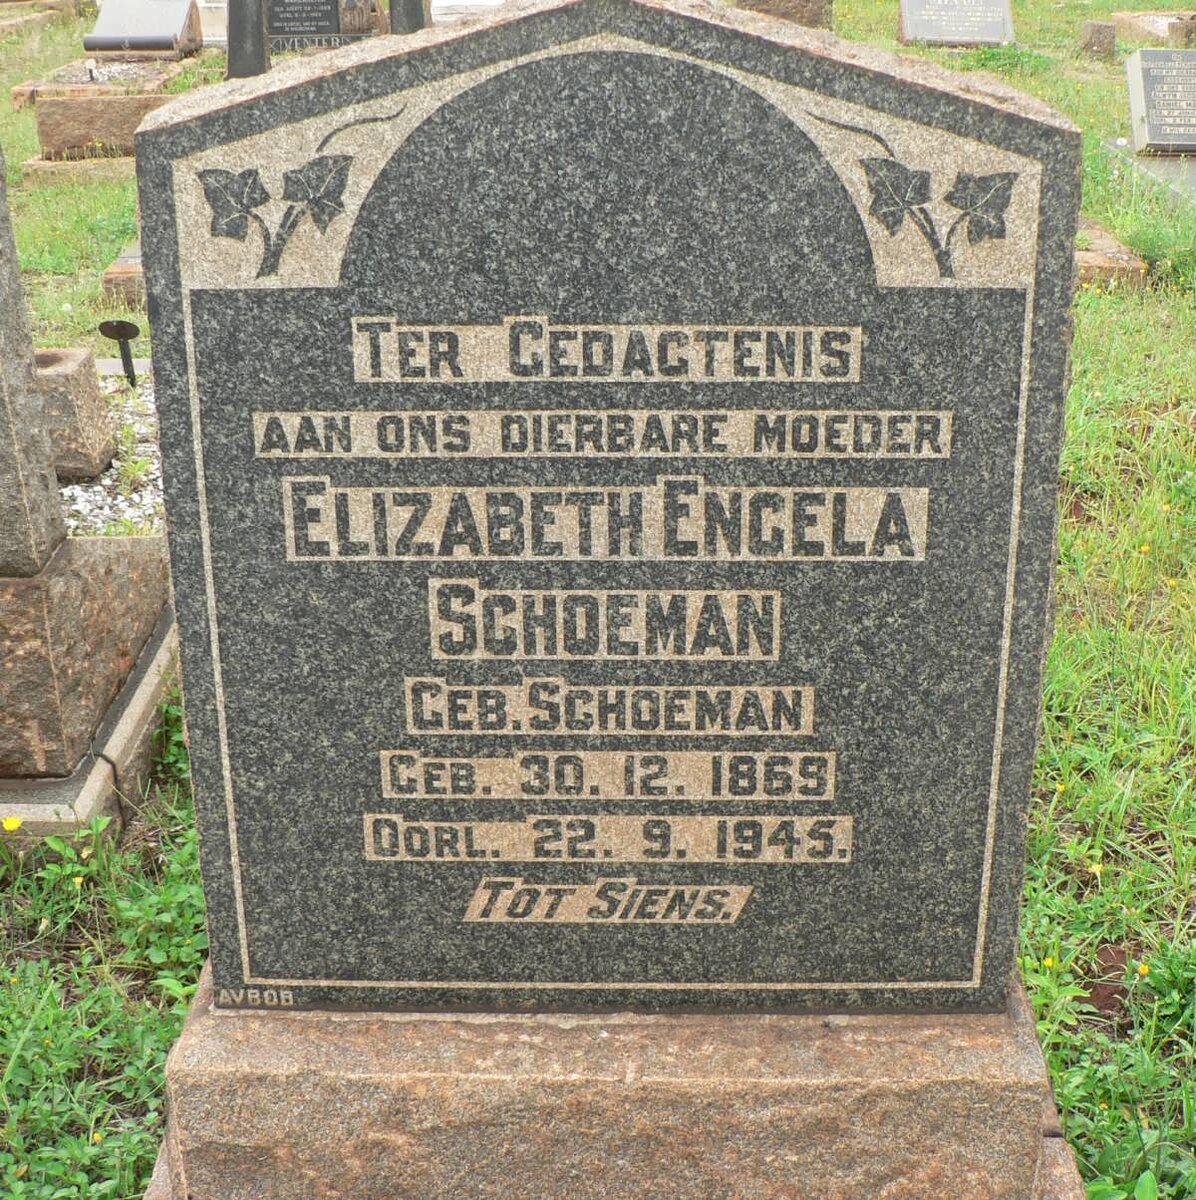 TER GEDAGTENIS
AAN ONS DIERBARE MOEDER
ELIZABETH ENGELA
SCHOEMAN
GEB. SCHOEMAN
GEB. 30. 12. 1869
OORL. 22. 9. 1945.
TOT SIENS.
AVBOB